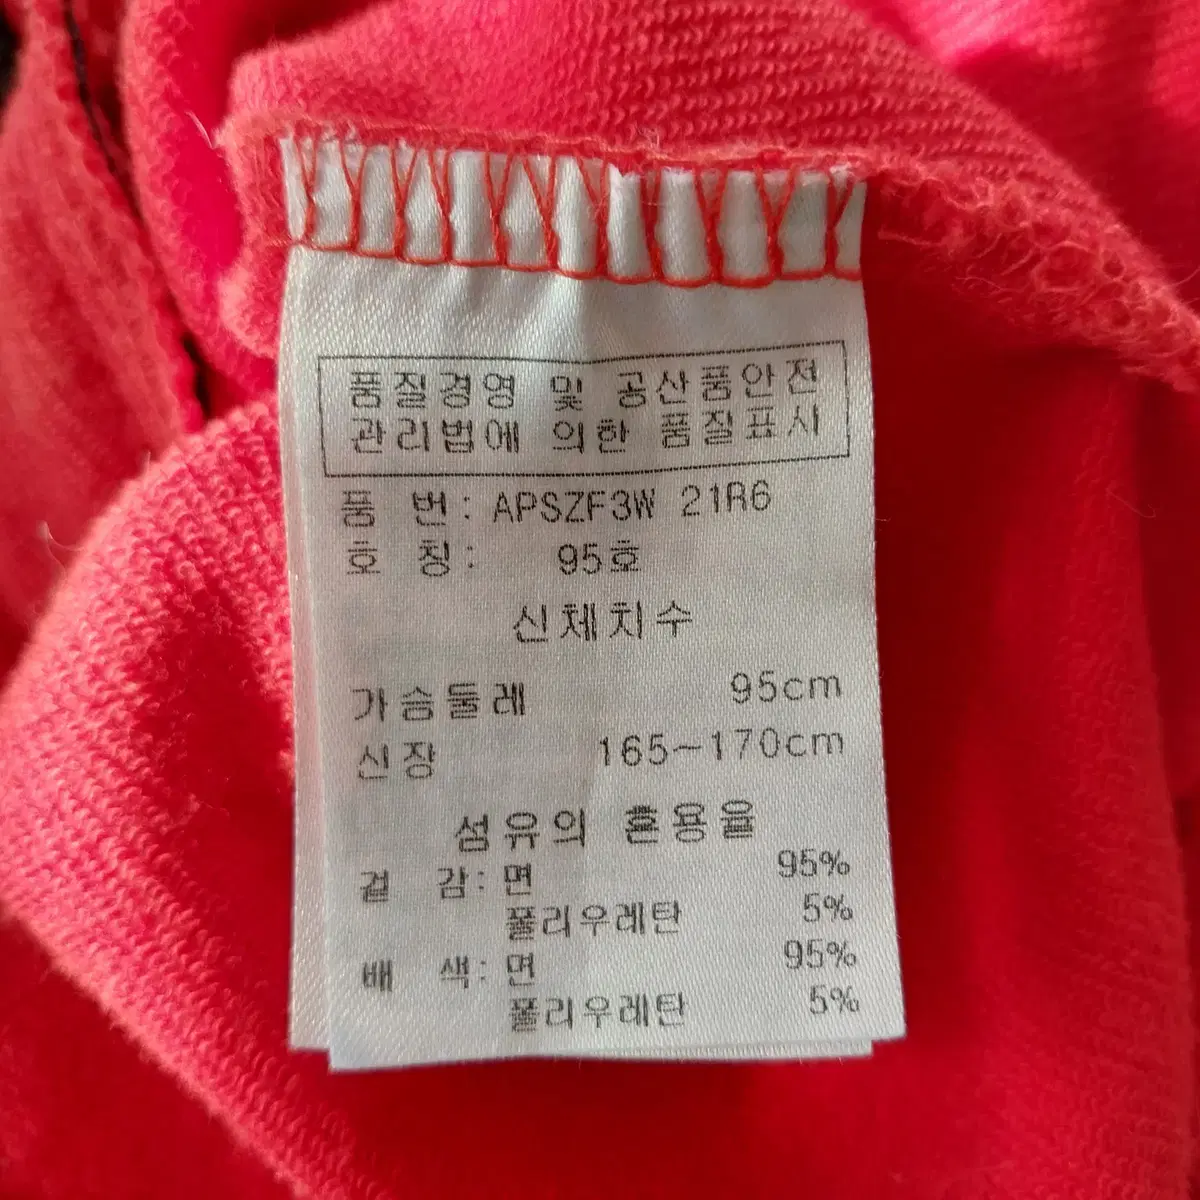 품질경영 및 공산품안전
관리법에 의한 품질표시
품 번: APSZF3W 21R6
호 칭: 95호
신체치수
가슴둘레 95cm
신장 165~170cm
섬유의 혼용율
겉 감: 면 95%
폴리우레탄 5%
배 색: 면 95%
폴리우레탄 5%